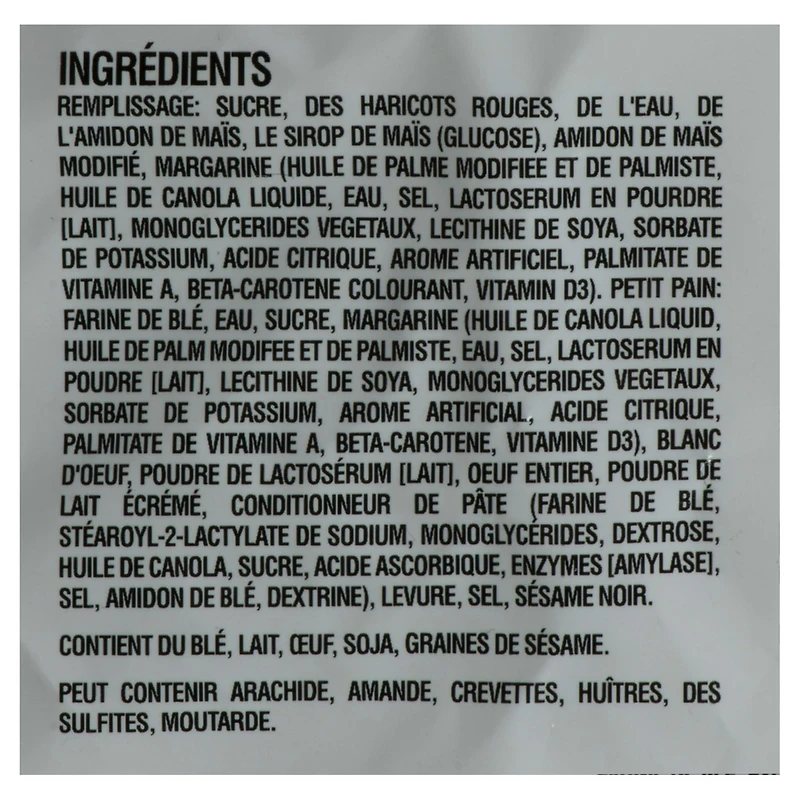 INGRÉDIENTS
REMPLISSAGE: SUCRE, DES HARICOTS ROUGES, DE L'EAU, DE
L'AMIDON DE MAÏS, LE SIROP DE MAÏS (GLUCOSE), AMIDON DE MAÏS
MODIFIÉ, MARGARINE (HUILE DE PALME MODIFIEE ET DE PALMISTE,
HUILE DE CANOLA LIQUIDE, EAU, SEL, LACTOSERUM EN POURDRE
[LAIT], MONOGLYCERIDES VEGETAUX, LECITHINE DE SOYA, SORBATE
DE POTASSIUM, ACIDE CITRIQUE, AROME ARTIFICIEL, PALMITATE DE
VITAMINE A, BETA-CAROTENE COLOURANT, VITAMIN D3). PETIT PAIN:
FARINE DE BLÉ, EAU, SUCRE, MARGARINE (HUILE DE CANOLA LIQUID,
HUILE DE PALM MODIFEE ET DE PALMISTE, EAU, SEL, LACTOSERUM EN
POUDRE [LAIT], LECITHINE DE SOYA, MONOGLYCERIDES VEGETAUX,
SORBATE DE POTASSIUM, AROME ARTIFICIAL, ACIDE CITRIQUE,
PALMITATE DE VITAMINE A, BETA-CAROTENE, VITAMINE D3), BLANC
D'OEUF, POUDRE DE LACTOSÉRUM [LAIT], OEUF ENTIER, POUDRE DE
LAIT ÉCRÉMÉ, CONDITIONNEUR DE PÂTE (FARINE DE BLÉ,
STÉAROYL-2-LACTYLATE DE SODIUM, MONOGLYCÉRIDES, DEXTROSE,
HUILE DE CANOLA, SUCRE, ACIDE ASCORBIQUE, ENZYMES [AMYLASE],
SEL, AMIDON DE BLÉ, DEXTRINE), LEVURE, SEL, SÉSAME NOIR.
CONTIENT DU BLÉ, LAIT, ŒUF, SOJA, GRAINES DE SÉSAME.
PEUT CONTENIR ARACHIDE, AMANDE, CREVETTES, HUÎTRES, DES
SULFITES, MOUTARDE.